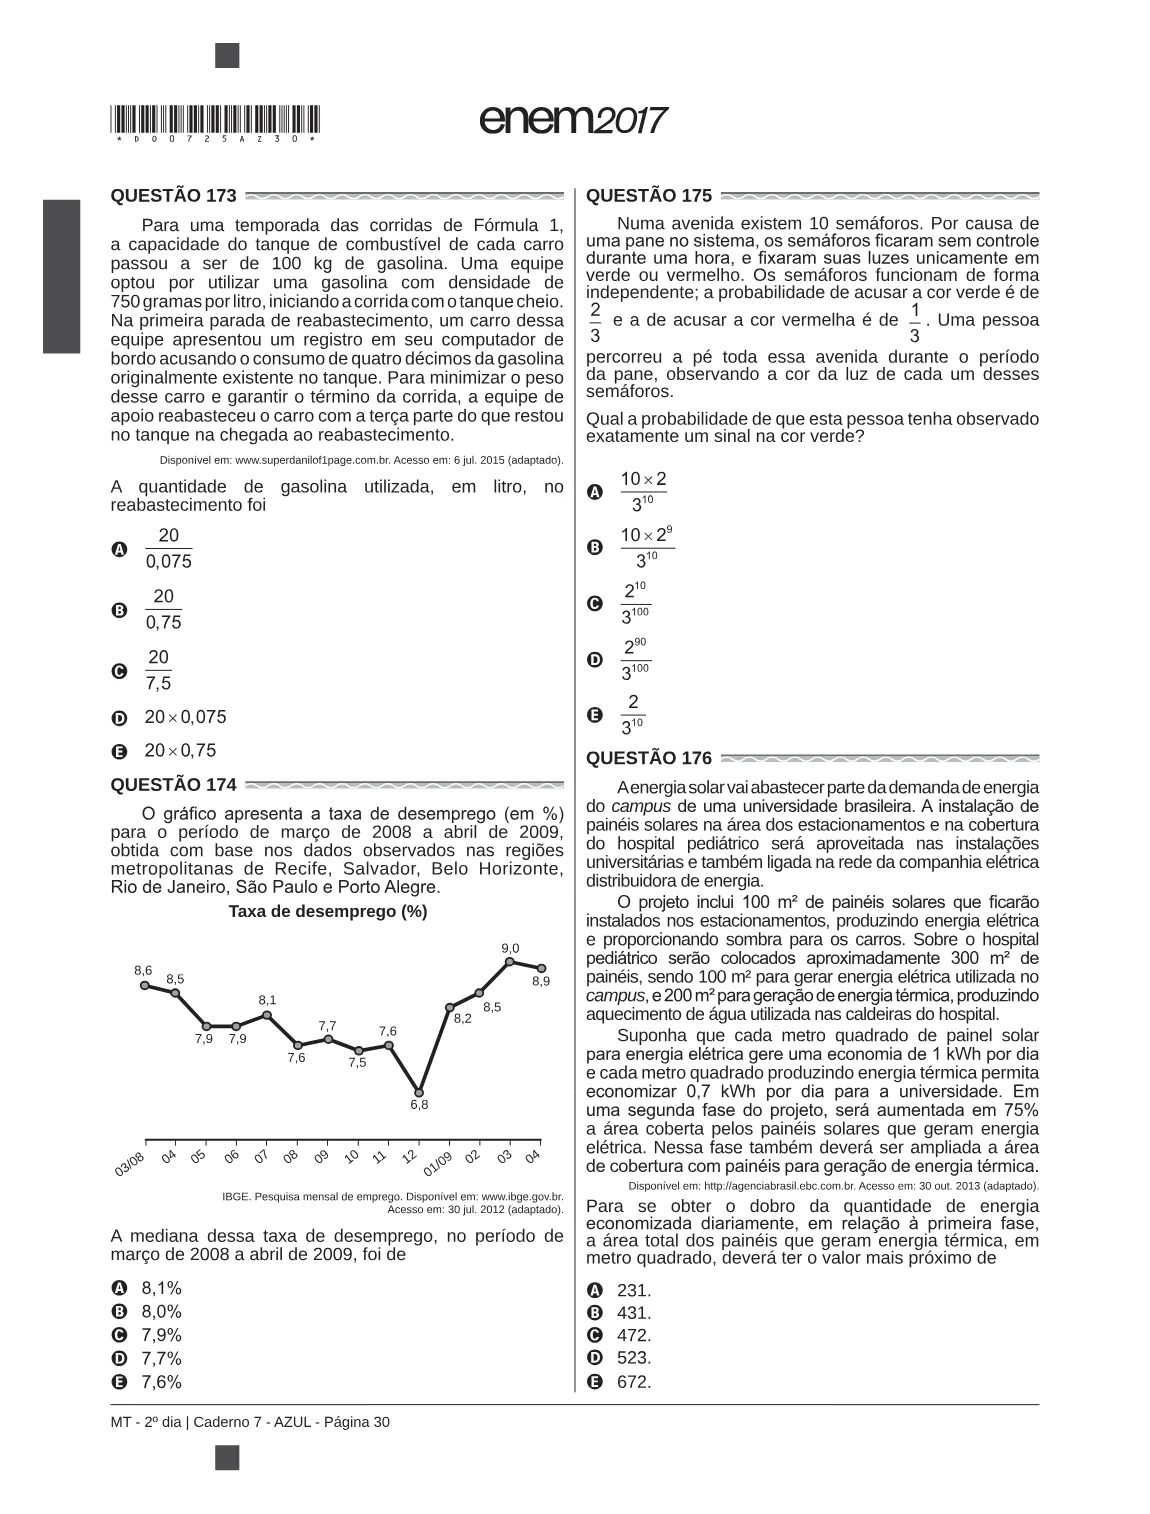 *D0725AZ30*
enem2017
QUESTÃO 173
Para uma temporada das corridas de Fórmula 1,
a capacidade do tanque de combustível de cada carro
passou a ser de 100 kg de gasolina. Uma equipe
optou por utilizar uma gasolina com densidade de
750 gramas por litro, iniciando a corrida com o tanque cheio.
Na primeira parada de reabastecimento, um carro dessa
equipe apresentou um registro em seu computador de
bordo acusando o consumo de quatro décimos da gasolina
originalmente existente no tanque. Para minimizar o peso
desse carro e garantir o término da corrida, a equipe de
apoio reabasteceu o carro com a terça parte do que restou
no tanque na chegada ao reabastecimento.
Disponível em: www.superdanilof1page.com.br. Acesso em: 6 jul. 2015 (adaptado).
A quantidade de gasolina utilizada, em litro, no
reabastecimento foi
A 20/0,075
B 20/0,75
C 20/7,5
D 20 × 0,075
E 20 × 0,75
QUESTÃO 174
O gráfico apresenta a taxa de desemprego (em %)
para o período de março de 2008 a abril de 2009,
obtida com base nos dados observados nas regiões
metropolitanas de Recife, Salvador, Belo Horizonte,
Rio de Janeiro, São Paulo e Porto Alegre.
Taxa de desemprego (%)
8,6 8,5 7,9 7,9 8,1 7,6 7,7 7,5 7,6 6,8 8,2 8,5 9,0 8,9
03/08 04 05 06 07 08 09 10 11 12 01/09 02 03 04
IBGE. Pesquisa mensal de emprego. Disponível em: www.ibge.gov.br.
Acesso em: 30 jul. 2012 (adaptado).
A mediana dessa taxa de desemprego, no período de
março de 2008 a abril de 2009, foi de
A 8,1%
B 8,0%
C 7,9%
D 7,7%
E 7,6%
QUESTÃO 175
Numa avenida existem 10 semáforos. Por causa de
uma pane no sistema, os semáforos ficaram sem controle
durante uma hora, e fixaram suas luzes unicamente em
verde ou vermelho. Os semáforos funcionam de forma
independente; a probabilidade de acusar a cor verde é de
2/3 e a de acusar a cor vermelha é de 1/3. Uma pessoa
percorreu a pé toda essa avenida durante o período
da pane, observando a cor da luz de cada um desses
semáforos.
Qual a probabilidade de que esta pessoa tenha observado
exatamente um sinal na cor verde?
A 10 × 2/3¹⁰
B 10 × 2⁹/3¹⁰
C 2¹⁰/3¹⁰⁰
D 2⁹⁰/3¹⁰⁰
E 2/3¹⁰
QUESTÃO 176
A energia solar vai abastecer parte da demanda de energia
do campus de uma universidade brasileira. A instalação de
painéis solares na área dos estacionamentos e na cobertura
do hospital pediátrico será aproveitada nas instalações
universitárias e também ligada na rede da companhia elétrica
distribuidora de energia.
O projeto inclui 100 m² de painéis solares que ficarão
instalados nos estacionamentos, produzindo energia elétrica
e proporcionando sombra para os carros. Sobre o hospital
pediátrico serão colocados aproximadamente 300 m² de
painéis, sendo 100 m² para gerar energia elétrica utilizada no
campus, e 200 m² para geração de energia térmica, produzindo
aquecimento de água utilizada nas caldeiras do hospital.
Suponha que cada metro quadrado de painel solar
para energia elétrica gere uma economia de 1 kWh por dia
e cada metro quadrado produzindo energia térmica permita
economizar 0,7 kWh por dia para a universidade. Em
uma segunda fase do projeto, será aumentada em 75%
a área coberta pelos painéis solares que geram energia
elétrica. Nessa fase também deverá ser ampliada a área
de cobertura com painéis para geração de energia térmica.
Disponível em: http://agenciabrasil.ebc.com.br. Acesso em: 30 out. 2013 (adaptado).
Para se obter o dobro da quantidade de energia
economizada diariamente, em relação à primeira fase,
a área total dos painéis que geram energia térmica, em
metro quadrado, deverá ter o valor mais próximo de
A 231.
B 431.
C 472.
D 523.
E 672.
MT - 2º dia | Caderno 7 - AZUL - Página 30